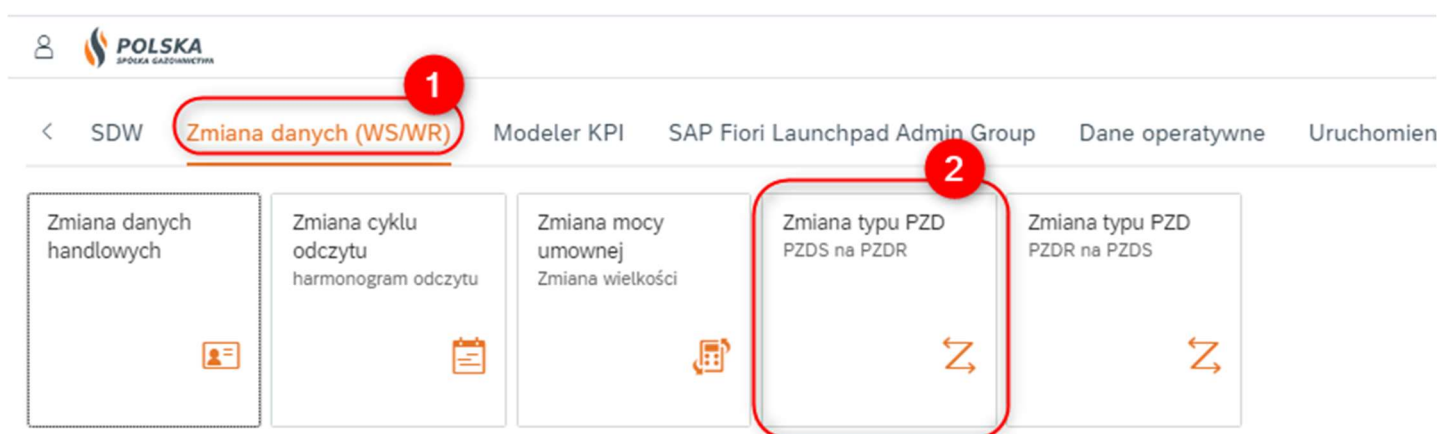 POLSKA
SPÓŁKA GAZOWNICTWA
1
SDW Zmiana danych (WS/WR) Modeler KPI SAP Fiori Launchpad Admin Group Dane operatywne Uruchomien
2
Zmiana danych
handlowych
Zmiana cyklu
odczytu
harmonogram odczytu
Zmiana mocy
umownej
Zmiana wielkości
Zmiana typu PZD
PZDS na PZDR
Zmiana typu PZD
PZDR na PZDS